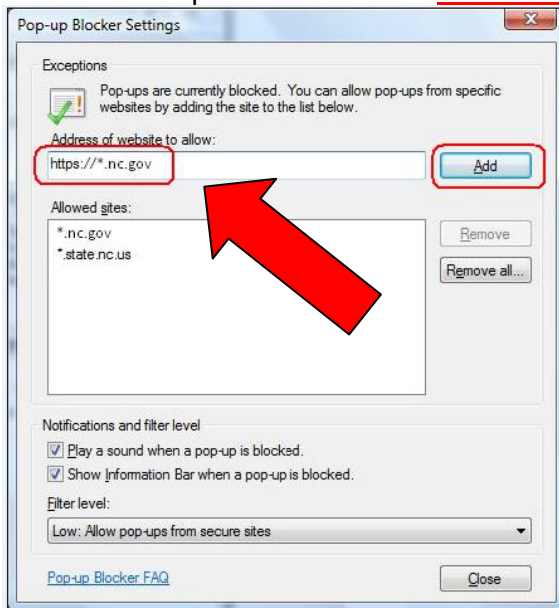 Pop-up Blocker Settings
Exceptions
Pop-ups are currently blocked. You can allow pop-ups from specific
websites by adding the site to the list below.
Address of website to allow:
https://*.nc.gov
Add
Allowed sites:
*.nc.gov
*.state.nc.us
Remove
Remove all...
Notifications and filter level
Play a sound when a pop-up is blocked.
Show Information Bar when a pop-up is blocked.
Filter level:
Low: Allow pop-ups from secure sites
Pop-up Blocker FAQ
Close